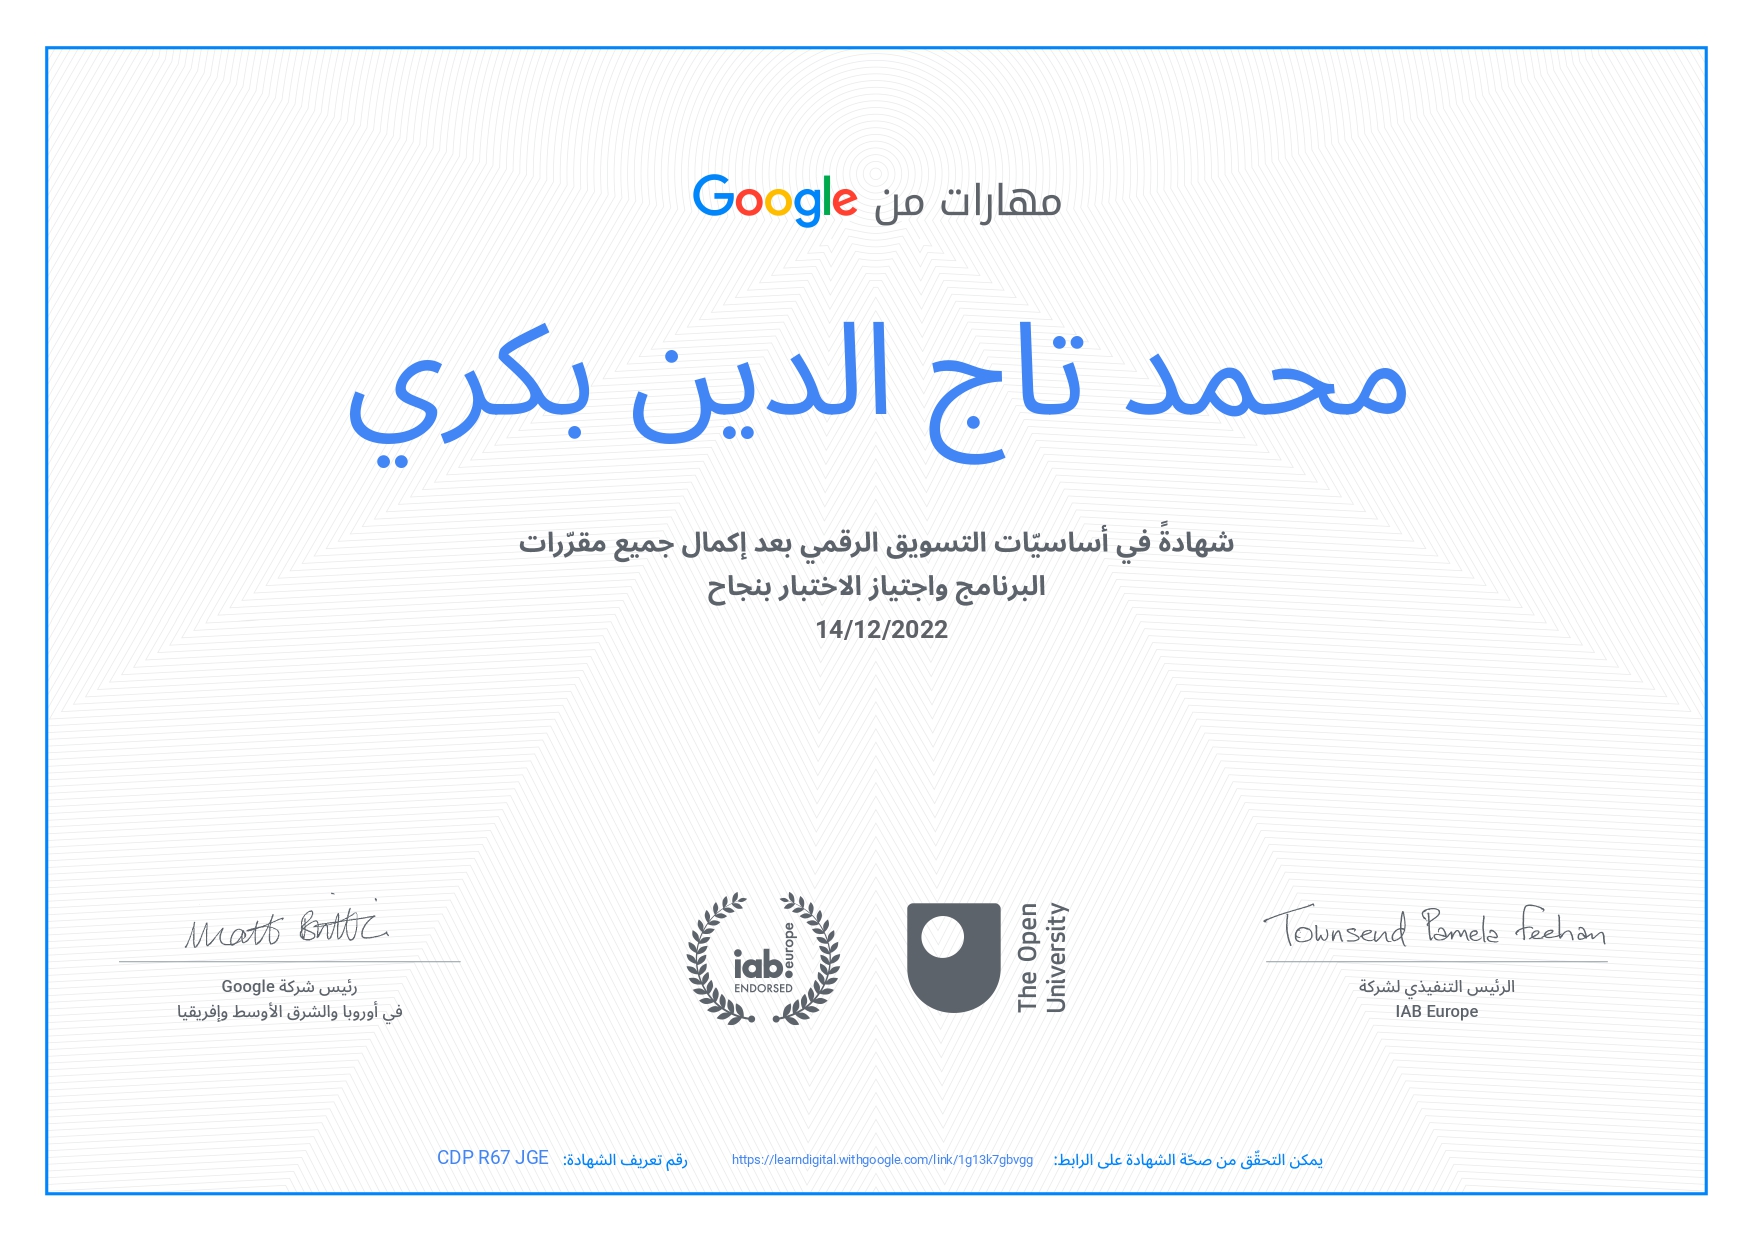 مهارات من Google
محمد تاج الدين بكري
شهادةً في أساسيّات التسويق الرقمي بعد إكمال جميع مقرّرات
البرنامج واجتياز الاختبار بنجاح
14/12/2022
Townsend Pamela Feehan
الرئيس التنفيذي لشركة
IAB Europe
The Open
University
iab.
europe
ENDORSED
Matt Brittin
رئيس شركة Google
في أوروبا والشرق الأوسط وإفريقيا
يمكن التحقّق من صحّة الشهادة على الرابط: https://learndigital.withgoogle.com/link/1g13k7gbvgg
رقم تعريف الشهادة: CDP R67 JGE